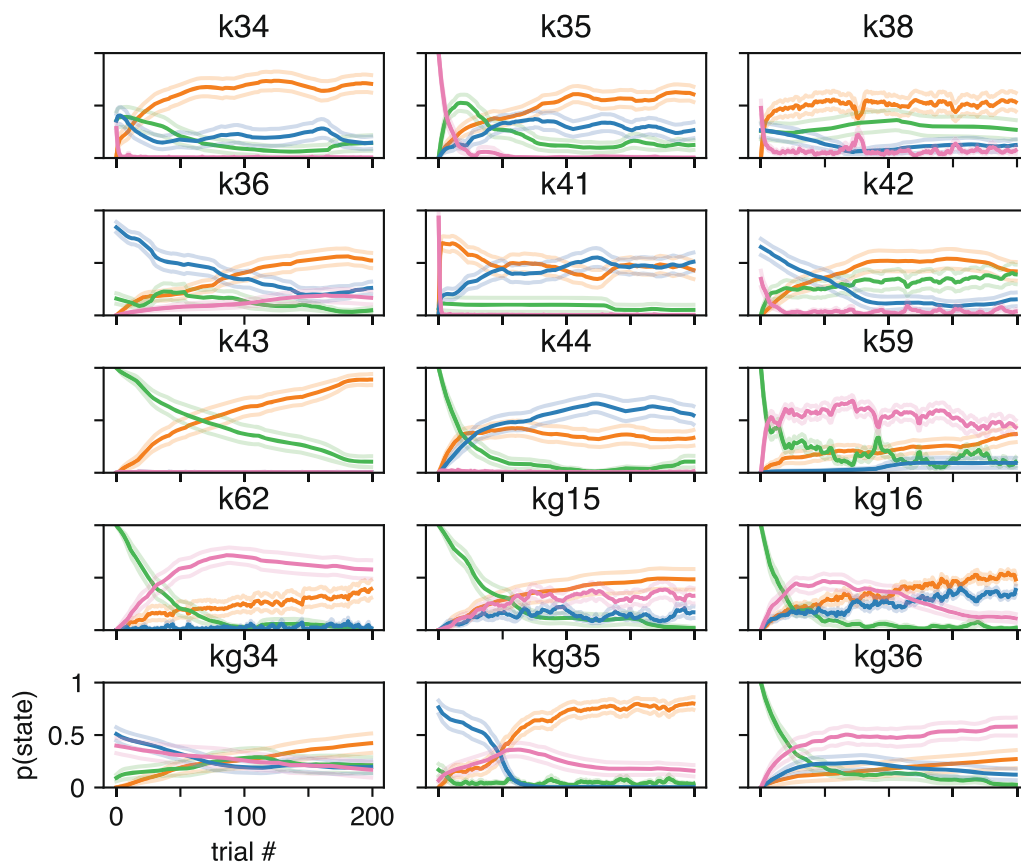 k34 k35 k38
k36 k41 k42
k43 k44 k59
k62 kg15 kg16
kg34 kg35 kg36
1
0.5
0
p(state)
0 100 200
trial #